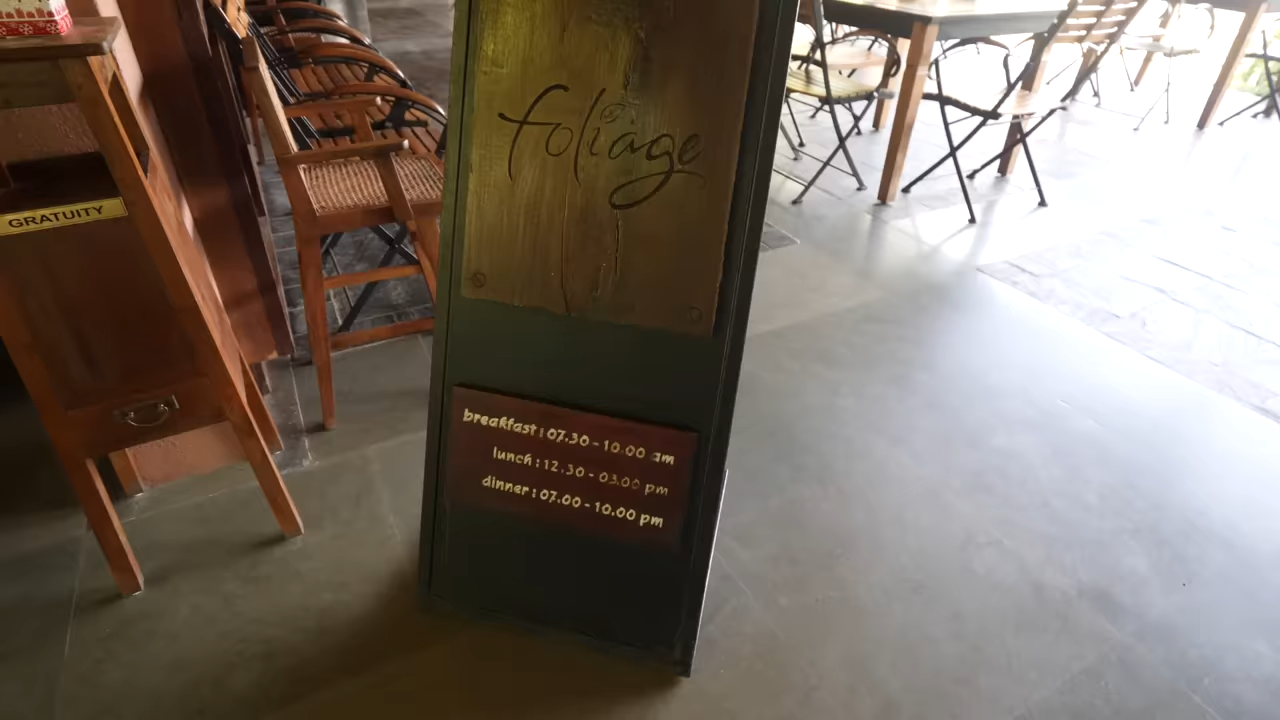 foliage
GRATUITY
breakfast : 07.30 - 10.00 am
lunch : 12.30 - 03.00 pm
dinner : 07.00 - 10.00 pm